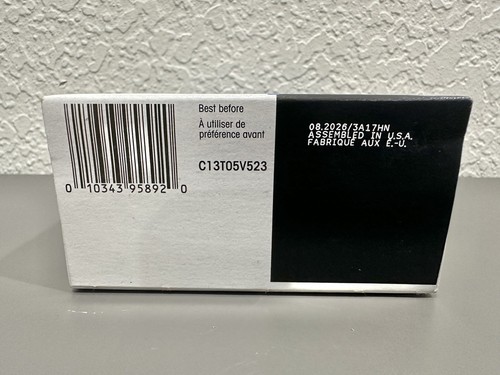 Best before
À utiliser de
préférence avant
C13T05V523
0 10343 95892 0
08.2026/3A17HN
ASSEMBLED IN U.S.A.
FABRIQUÉ AUX É.-U.